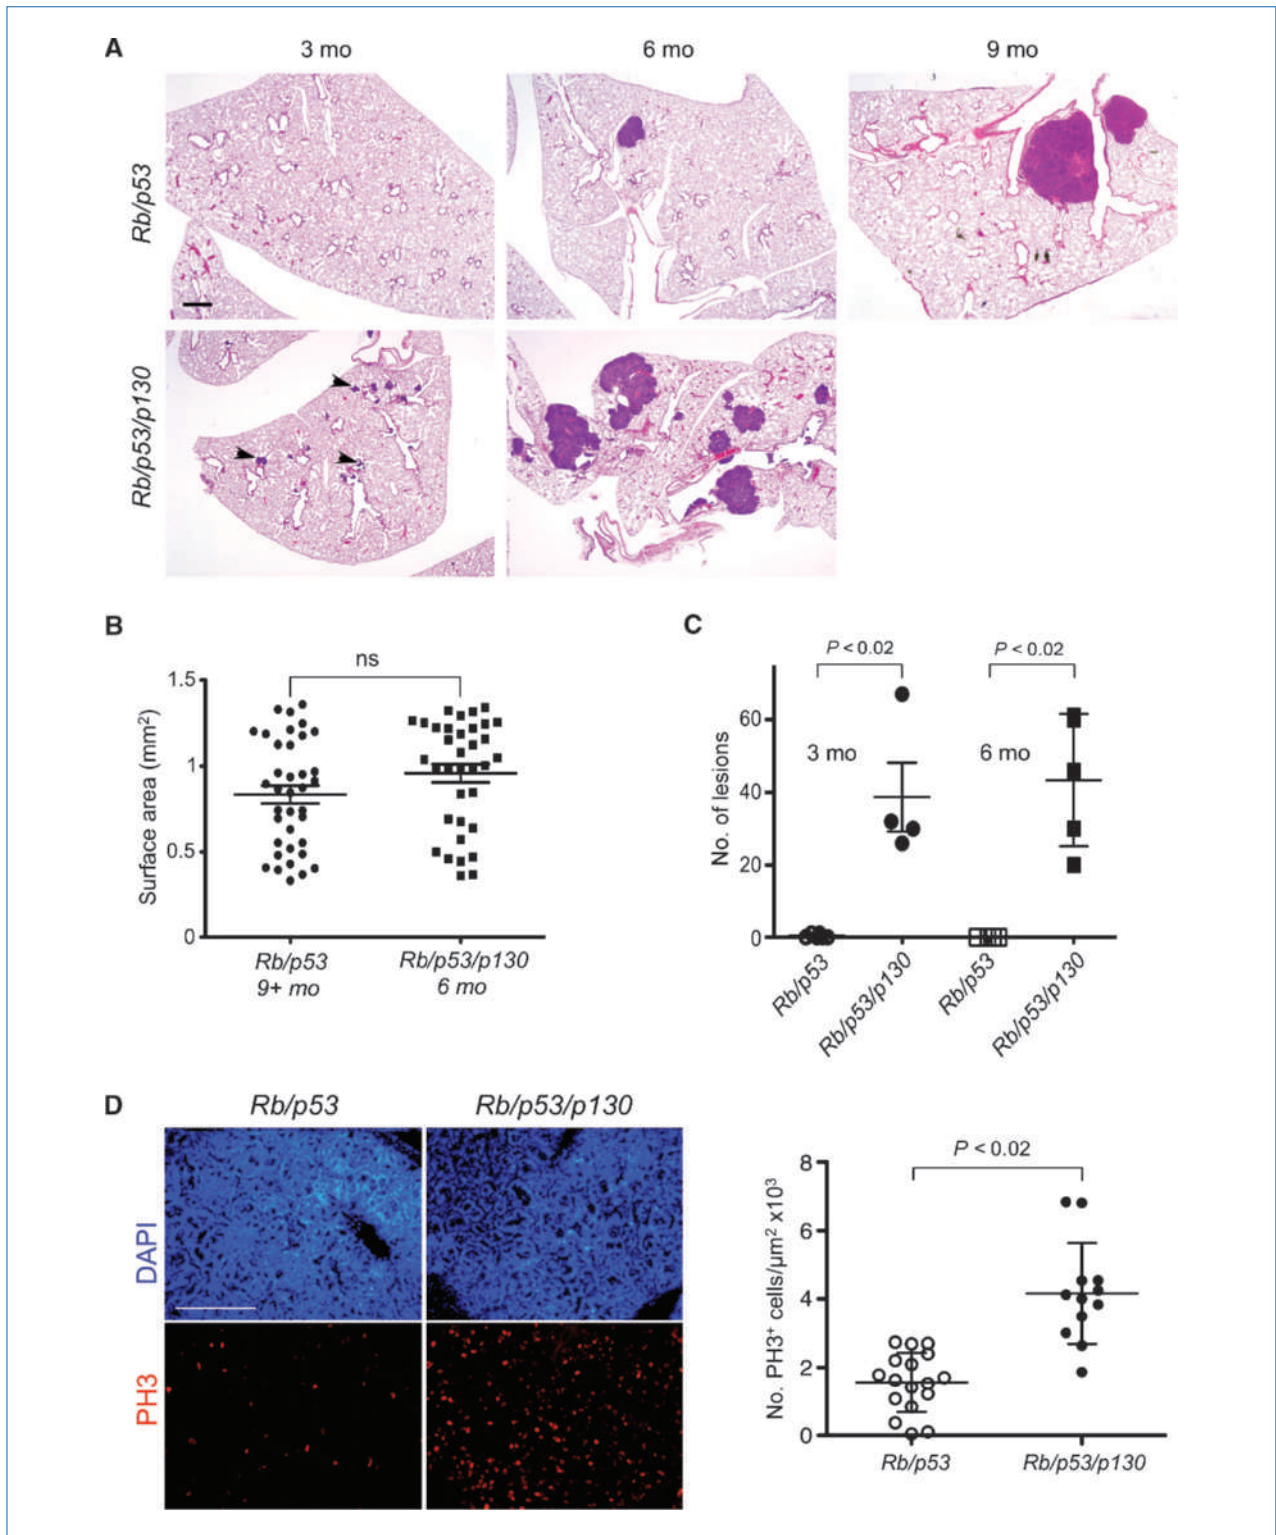 A
3 mo 6 mo 9 mo
Rb/p53
Rb/p53/p130
B
ns
Surface area (mm²)
1.5
1
0.5
0
Rb/p53 Rb/p53/p130
9+ mo 6 mo
C
P < 0.02 P < 0.02
No. of lesions
60
40
20
0
3 mo 6 mo
Rb/p53 Rb/p53/p130 Rb/p53 Rb/p53/p130
D
Rb/p53 Rb/p53/p130
DAPI
PH3
P < 0.02
No. PH3⁺ cells/µm² x10³
8
6
4
2
0
Rb/p53 Rb/p53/p130